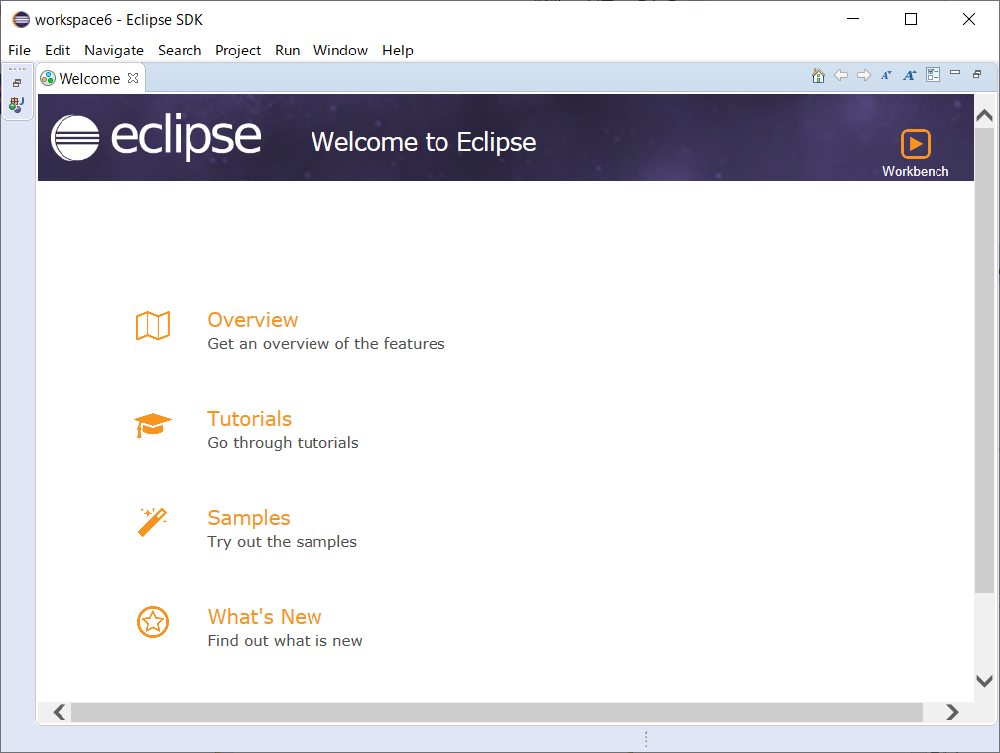 workspace6 - Eclipse SDK
File Edit Navigate Search Project Run Window Help
Welcome
eclipse
Welcome to Eclipse
Workbench
Overview
Get an overview of the features
Tutorials
Go through tutorials
Samples
Try out the samples
What's New
Find out what is new